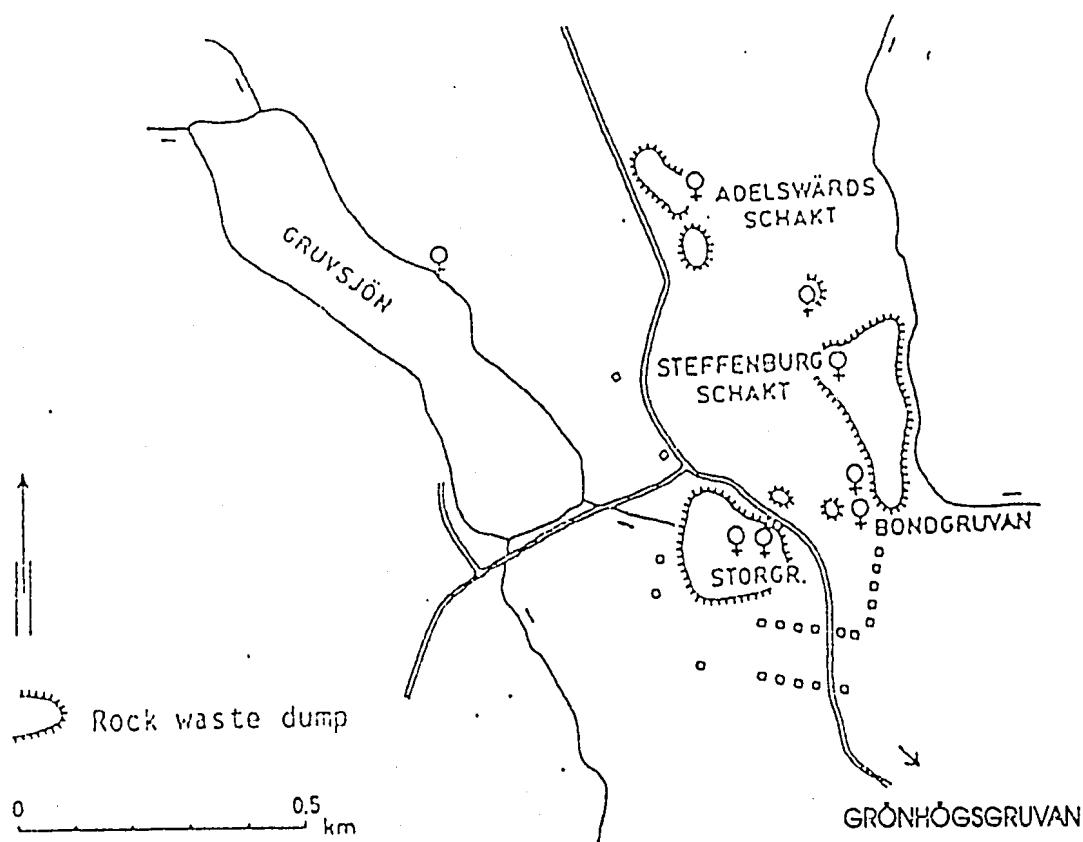 ADELSWÄRDS
SCHAKT
GRUVSJÖN
STEFFENBURG
SCHAKT
BONDGRUVAN
STORGR.
Rock waste dump
0 0.5
km
GRÖNHÖGSGRUVAN